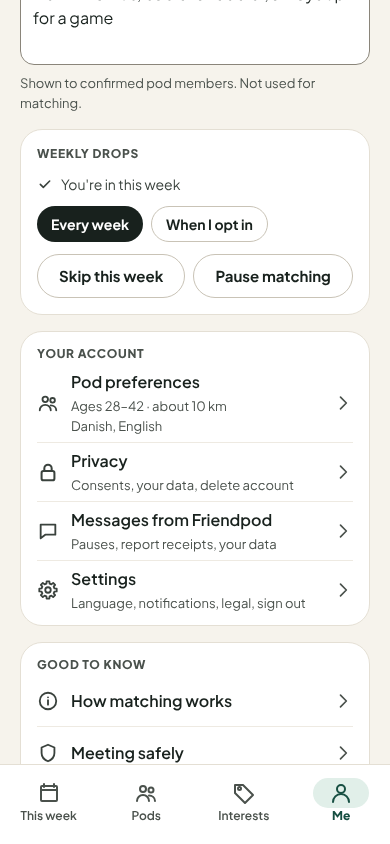 for a game
Shown to confirmed pod members. Not used for
matching.
WEEKLY DROPS
You're in this week
Every week
When I opt in
Skip this week
Pause matching
YOUR ACCOUNT
Pod preferences
Ages 28–42 · about 10 km
Danish, English
Privacy
Consents, your data, delete account
Messages from Friendpod
Pauses, report receipts, your data
Settings
Language, notifications, legal, sign out
GOOD TO KNOW
How matching works
Meeting safely
This week
Pods
Interests
Me